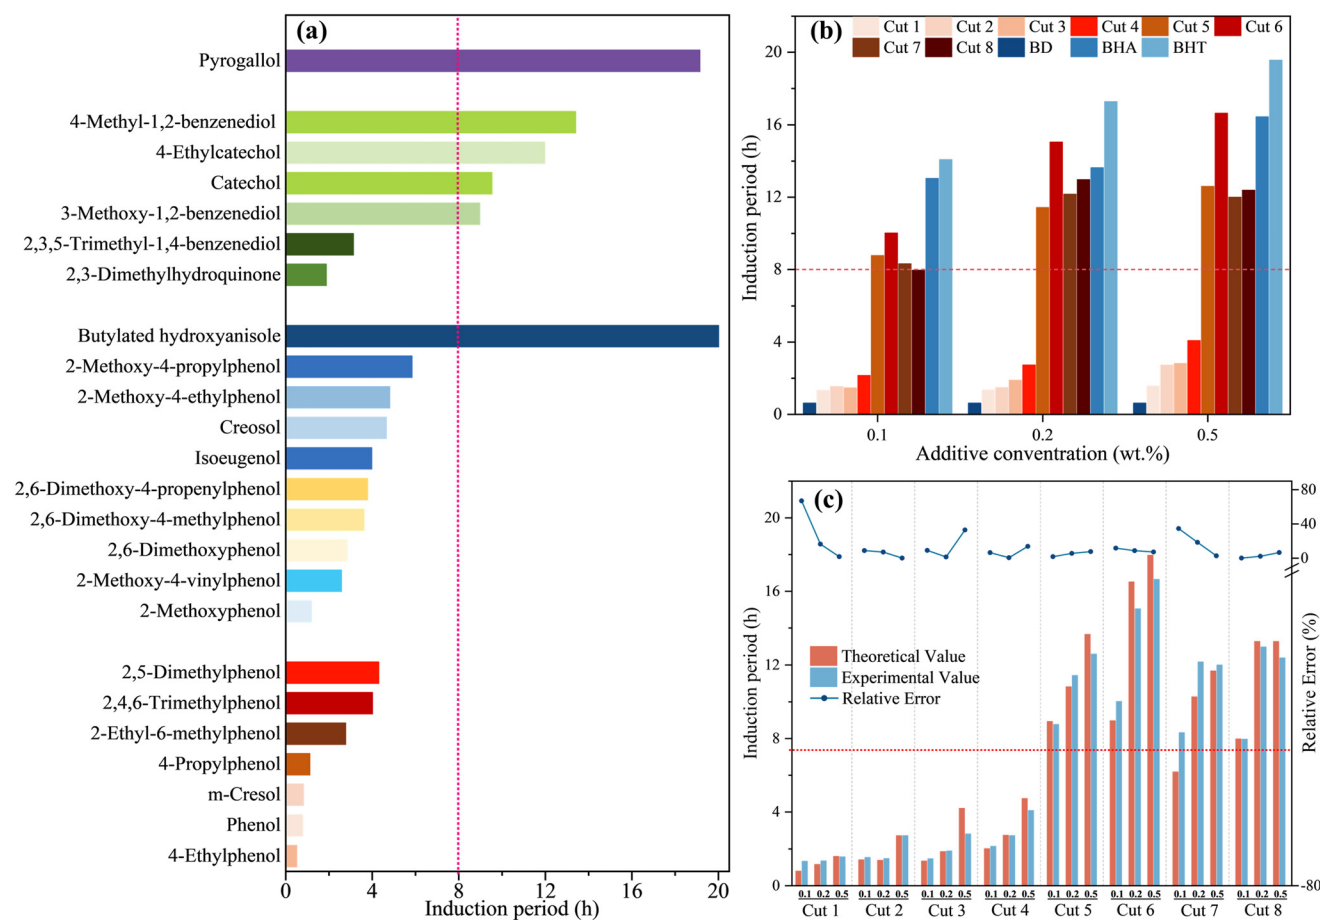 (a)
Pyrogallol
4-Methyl-1,2-benzenediol
4-Ethylcatechol
Catechol
3-Methoxy-1,2-benzenediol
2,3,5-Trimethyl-1,4-benzenediol
2,3-Dimethylhydroquinone
Butylated hydroxyanisole
2-Methoxy-4-propylphenol
2-Methoxy-4-ethylphenol
Creosol
Isoeugenol
2,6-Dimethoxy-4-propenylphenol
2,6-Dimethoxy-4-methylphenol
2,6-Dimethoxyphenol
2-Methoxy-4-vinylphenol
2-Methoxyphenol
2,5-Dimethylphenol
2,4,6-Trimethylphenol
2-Ethyl-6-methylphenol
4-Propylphenol
m-Cresol
Phenol
4-Ethylphenol
0 4 8 12 16 20
Induction period (h)
(b)
Cut 1 Cut 2 Cut 3 Cut 4 Cut 5 Cut 6
Cut 7 Cut 8 BD BHA BHT
20
16
12
8
4
0
Induction period (h)
0.1 0.2 0.5
Additive conventration (wt.%)
(c)
20
16
12
8
4
0
Induction period (h)
Theoretical Value
Experimental Value
Relative Error
80
40
0
-80
Relative Error (%)
0.1 0.2 0.5 0.1 0.2 0.5 0.1 0.2 0.5 0.1 0.2 0.5 0.1 0.2 0.5 0.1 0.2 0.5 0.1 0.2 0.5 0.1 0.2 0.5
Cut 1 Cut 2 Cut 3 Cut 4 Cut 5 Cut 6 Cut 7 Cut 8